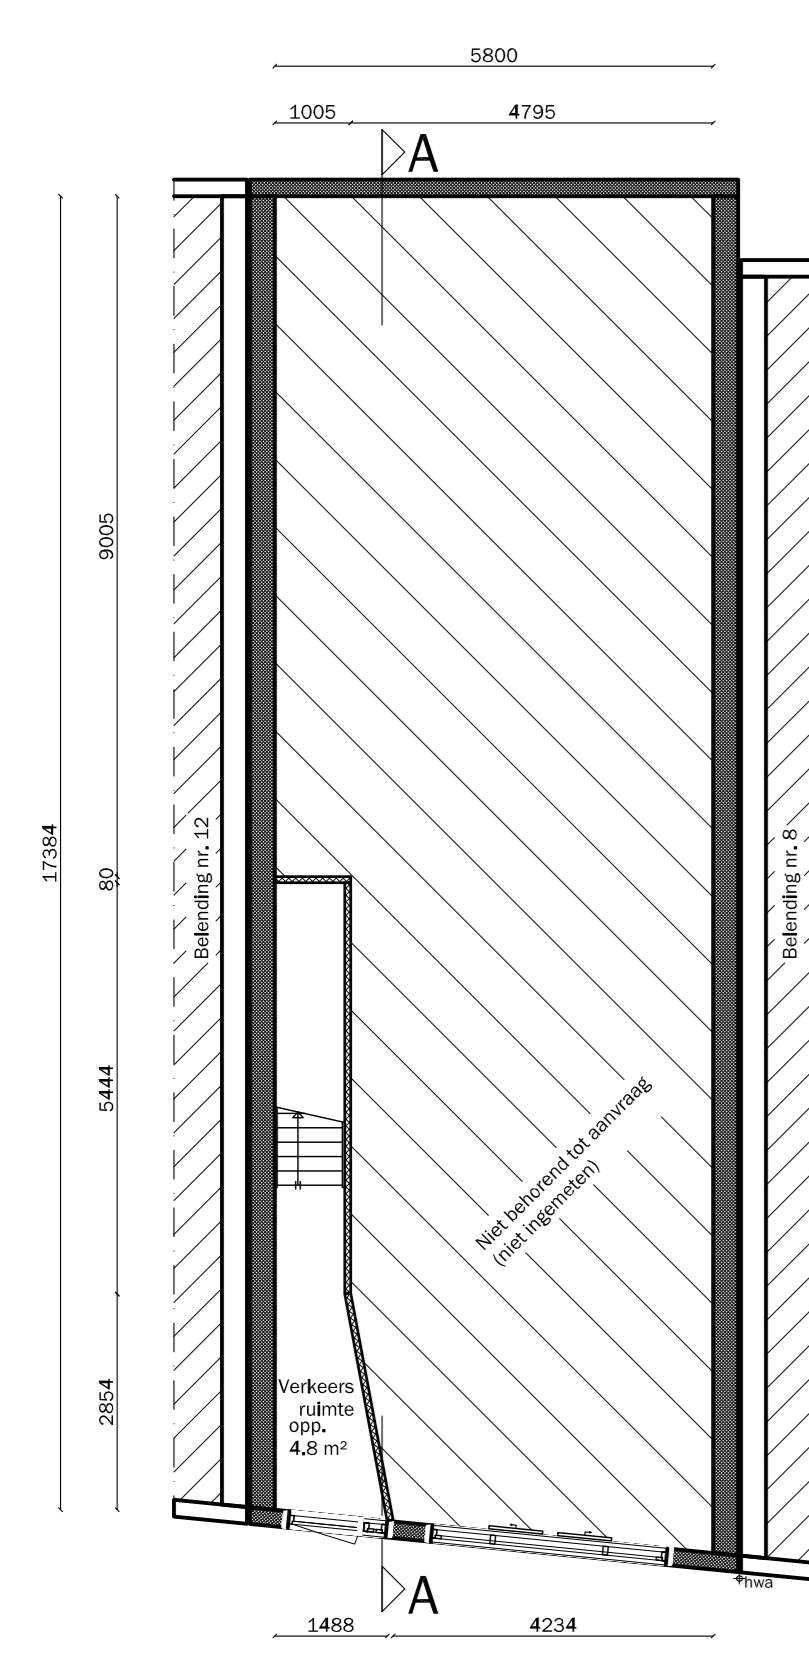 5800
1005
4795
A
9005
17384
80
Belending nr. 12
Belending nr. 8
5444
Niet behorend tot aanvraag
(niet ingemeten)
2854
Verkeers
ruimte
opp.
4.8 m²
hwa
A
1488
4234